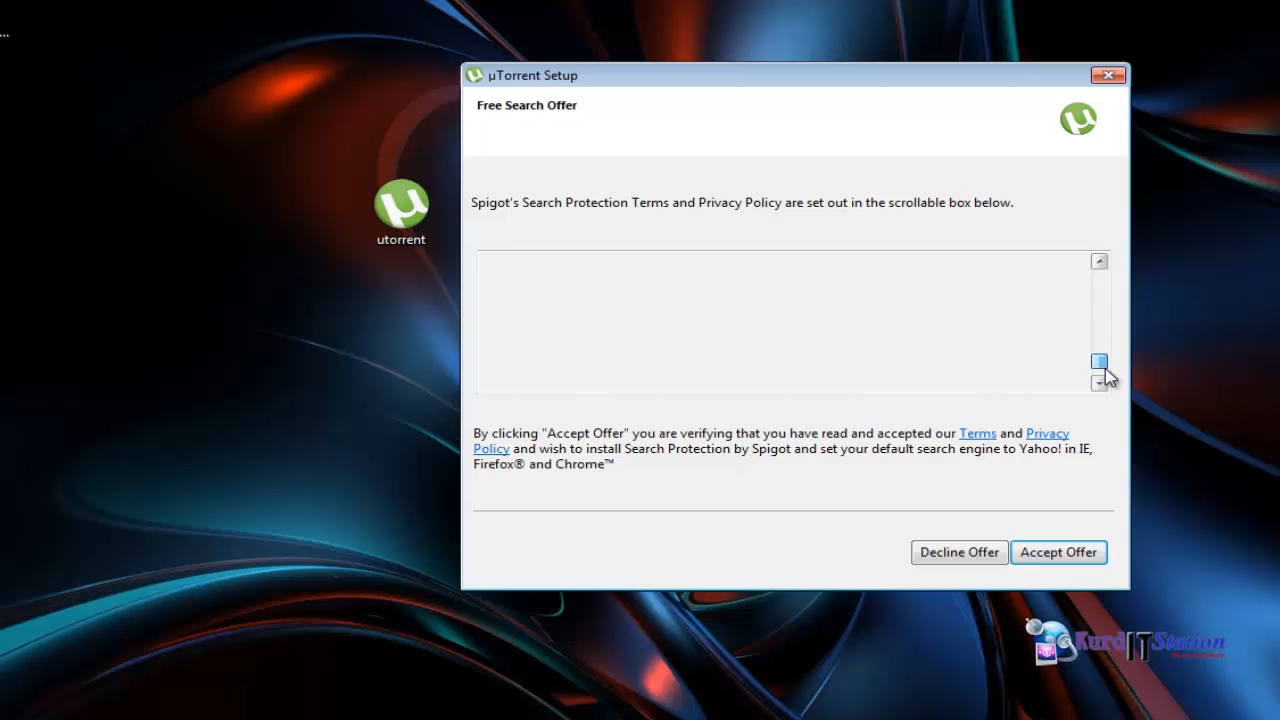 ...
µTorrent Setup
Free Search Offer
utorrent
Spigot's Search Protection Terms and Privacy Policy are set out in the scrollable box below.
By clicking "Accept Offer" you are verifying that you have read and accepted our Terms and Privacy
Policy and wish to install Search Protection by Spigot and set your default search engine to Yahoo! in IE,
Firefox® and Chrome™
Decline Offer
Accept Offer
KurdITStation